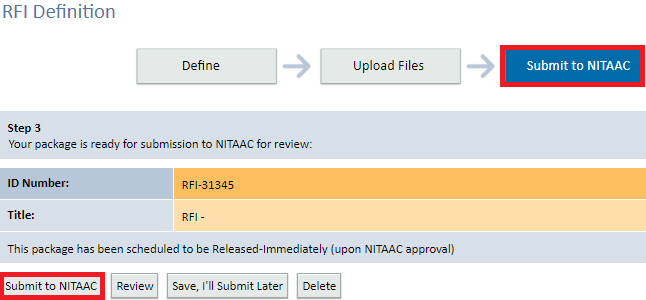 RFI Definition
Define
Upload Files
Submit to NITAAC
Step 3
Your package is ready for submission to NITAAC for review:
ID Number: RFI-31345
Title: RFI -
This package has been scheduled to be Released-Immediately (upon NITAAC approval)
Submit to NITAAC Review Save, I'll Submit Later Delete